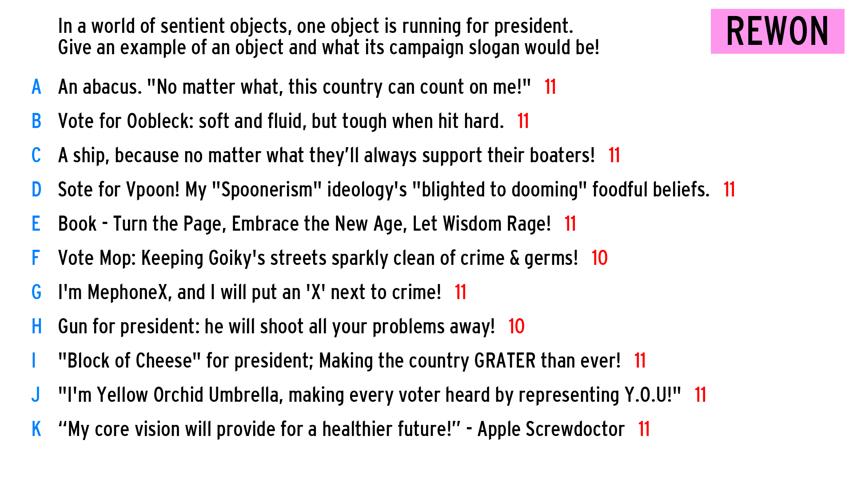 In a world of sentient objects, one object is running for president.
Give an example of an object and what its campaign slogan would be!
REWON
A An abacus. "No matter what, this country can count on me!" 11
B Vote for Oobleck: soft and fluid, but tough when hit hard. 11
C A ship, because no matter what they’ll always support their boaters! 11
D Sote for Vpoon! My "Spoonerism" ideology's "blighted to dooming" foodful beliefs. 11
E Book - Turn the Page, Embrace the New Age, Let Wisdom Rage! 11
F Vote Mop: Keeping Goiky's streets sparkly clean of crime & germs! 10
G I'm MephoneX, and I will put an 'X' next to crime! 11
H Gun for president: he will shoot all your problems away! 10
I "Block of Cheese" for president; Making the country GRATER than ever! 11
J "I'm Yellow Orchid Umbrella, making every voter heard by representing Y.O.U!" 11
K “My core vision will provide for a healthier future!” - Apple Screwdoctor 11